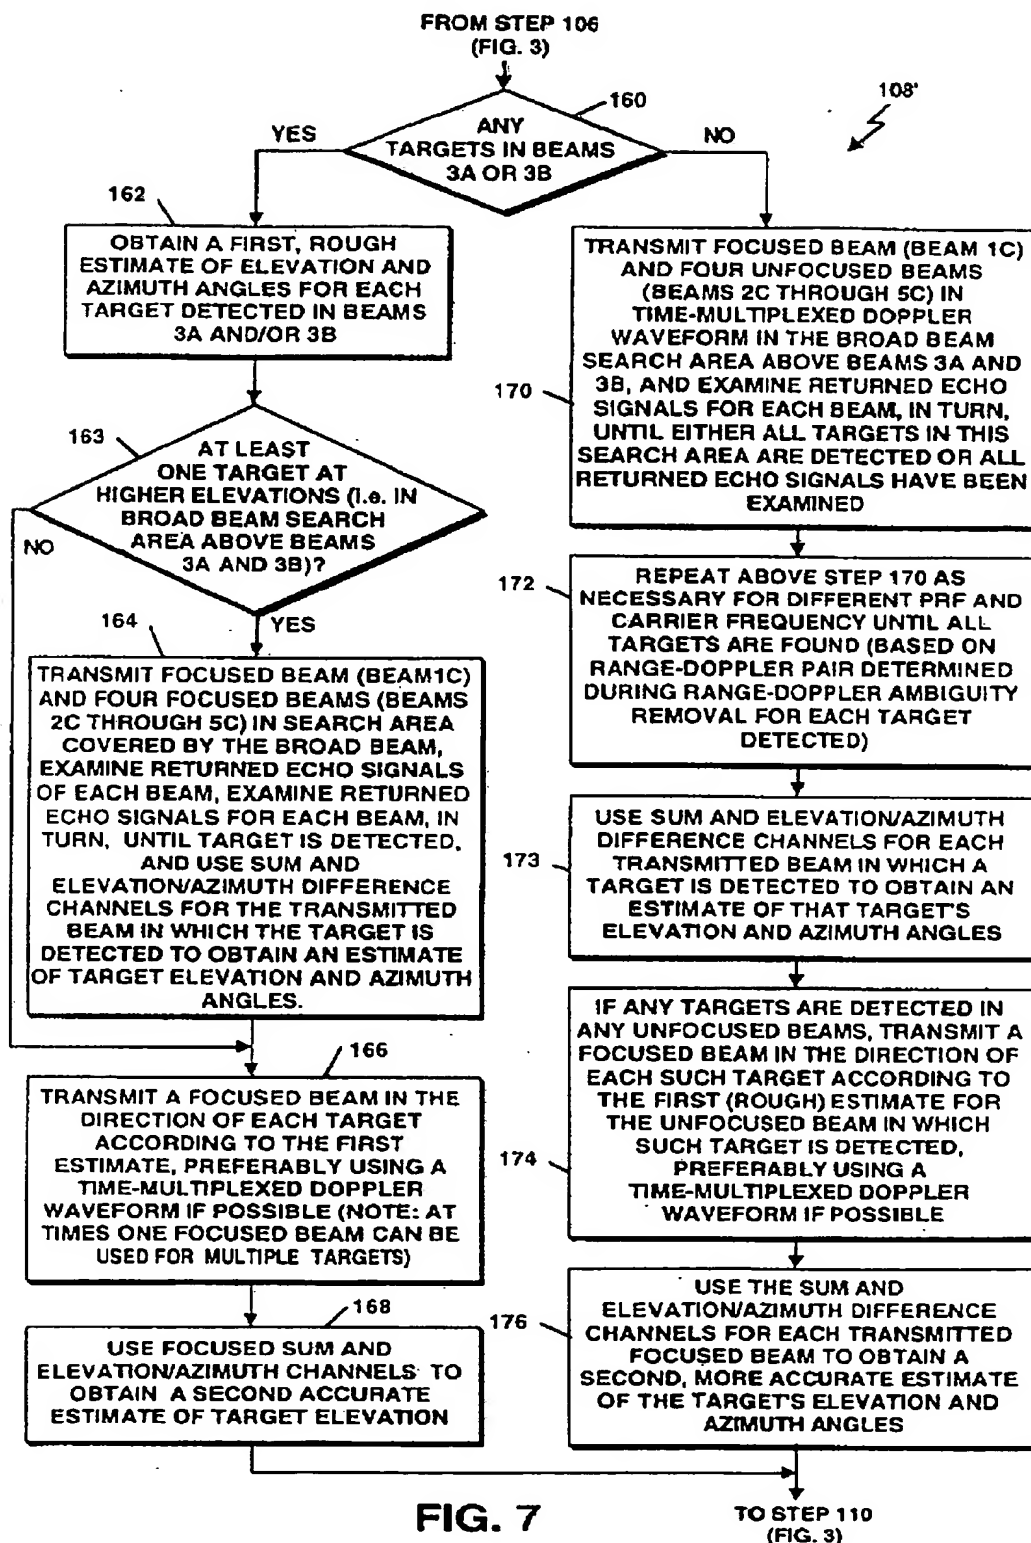 FROM STEP 106
(FIG. 3)
108'
160
ANY
TARGETS IN BEAMS
3A OR 3B
YES
NO
162
OBTAIN A FIRST, ROUGH
ESTIMATE OF ELEVATION AND
AZIMUTH ANGLES FOR EACH
TARGET DETECTED IN BEAMS
3A AND/OR 3B
163
AT LEAST
ONE TARGET AT
HIGHER ELEVATIONS (i.e. IN
BROAD BEAM SEARCH
AREA ABOVE BEAMS
3A AND 3B)?
NO
YES
164
TRANSMIT FOCUSED BEAM (BEAM1C)
AND FOUR FOCUSED BEAMS (BEAMS
2C THROUGH 5C) IN SEARCH AREA
COVERED BY THE BROAD BEAM,
EXAMINE RETURNED ECHO SIGNALS
OF EACH BEAM, EXAMINE RETURNED
ECHO SIGNALS FOR EACH BEAM, IN
TURN, UNTIL TARGET IS DETECTED,
AND USE SUM AND
ELEVATION/AZIMUTH DIFFERENCE
CHANNELS FOR THE TRANSMITTED
BEAM IN WHICH THE TARGET IS
DETECTED TO OBTAIN AN ESTIMATE
OF TARGET ELEVATION AND AZIMUTH
ANGLES.
166
TRANSMIT A FOCUSED BEAM IN THE
DIRECTION OF EACH TARGET
ACCORDING TO THE FIRST
ESTIMATE, PREFERABLY USING A
TIME-MULTIPLEXED DOPPLER
WAVEFORM IF POSSIBLE (NOTE: AT
TIMES ONE FOCUSED BEAM CAN BE
USED FOR MULTIPLE TARGETS)
168
USE FOCUSED SUM AND
ELEVATION/AZIMUTH CHANNELS TO
OBTAIN A SECOND ACCURATE
ESTIMATE OF TARGET ELEVATION
170
TRANSMIT FOCUSED BEAM (BEAM 1C)
AND FOUR UNFOCUSED BEAMS
(BEAMS 2C THROUGH 5C) IN
TIME-MULTIPLEXED DOPPLER
WAVEFORM IN THE BROAD BEAM
SEARCH AREA ABOVE BEAMS 3A AND
3B, AND EXAMINE RETURNED ECHO
SIGNALS FOR EACH BEAM, IN TURN,
UNTIL EITHER ALL TARGETS IN THIS
SEARCH AREA ARE DETECTED OR ALL
RETURNED ECHO SIGNALS HAVE BEEN
EXAMINED
172
REPEAT ABOVE STEP 170 AS
NECESSARY FOR DIFFERENT PRF AND
CARRIER FREQUENCY UNTIL ALL
TARGETS ARE FOUND (BASED ON
RANGE-DOPPLER PAIR DETERMINED
DURING RANGE-DOPPLER AMBIGUITY
REMOVAL FOR EACH TARGET
DETECTED)
173
USE SUM AND ELEVATION/AZIMUTH
DIFFERENCE CHANNELS FOR EACH
TRANSMITTED BEAM IN WHICH A
TARGET IS DETECTED TO OBTAIN AN
ESTIMATE OF THAT TARGET'S
ELEVATION AND AZIMUTH ANGLES
174
IF ANY TARGETS ARE DETECTED IN
ANY UNFOCUSED BEAMS, TRANSMIT A
FOCUSED BEAM IN THE DIRECTION OF
EACH SUCH TARGET ACCORDING TO
THE FIRST (ROUGH) ESTIMATE FOR
THE UNFOCUSED BEAM IN WHICH
SUCH TARGET IS DETECTED,
PREFERABLY USING A
TIME-MULTIPLEXED DOPPLER
WAVEFORM IF POSSIBLE
176
USE THE SUM AND
ELEVATION/AZIMUTH DIFFERENCE
CHANNELS FOR EACH TRANSMITTED
FOCUSED BEAM TO OBTAIN A
SECOND, MORE ACCURATE ESTIMATE
OF THE TARGET'S ELEVATION AND
AZIMUTH ANGLES
FIG. 7
TO STEP 110
(FIG. 3)